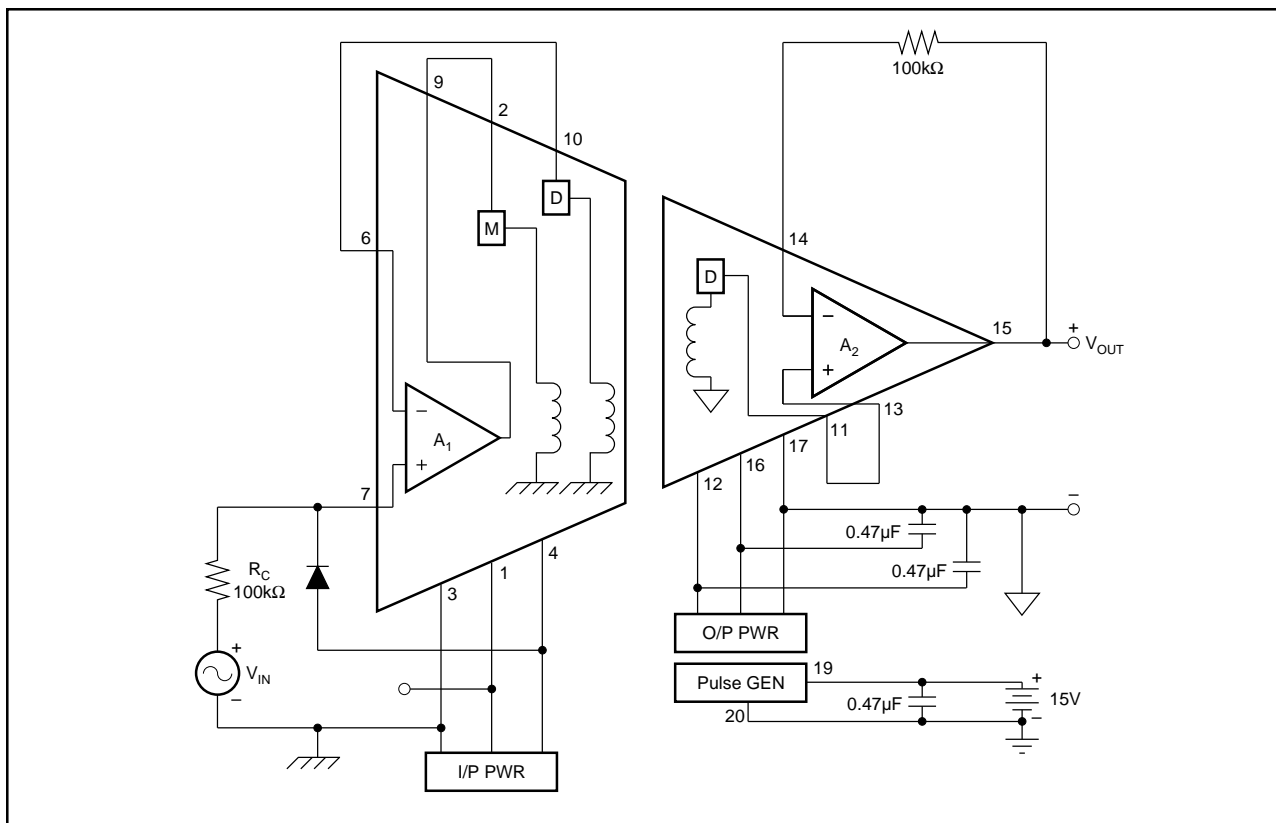 100kΩ
9
2
10
D
M
6
14
D
−
A2
+
15
+
VOUT
13
11
17
−
A1
+
16
12
7
−
0.47µF
4
RC
100kΩ
1
3
0.47µF
O/P PWR
+
VIN
−
Pulse GEN
19
+
0.47µF
15V
20
−
I/P PWR